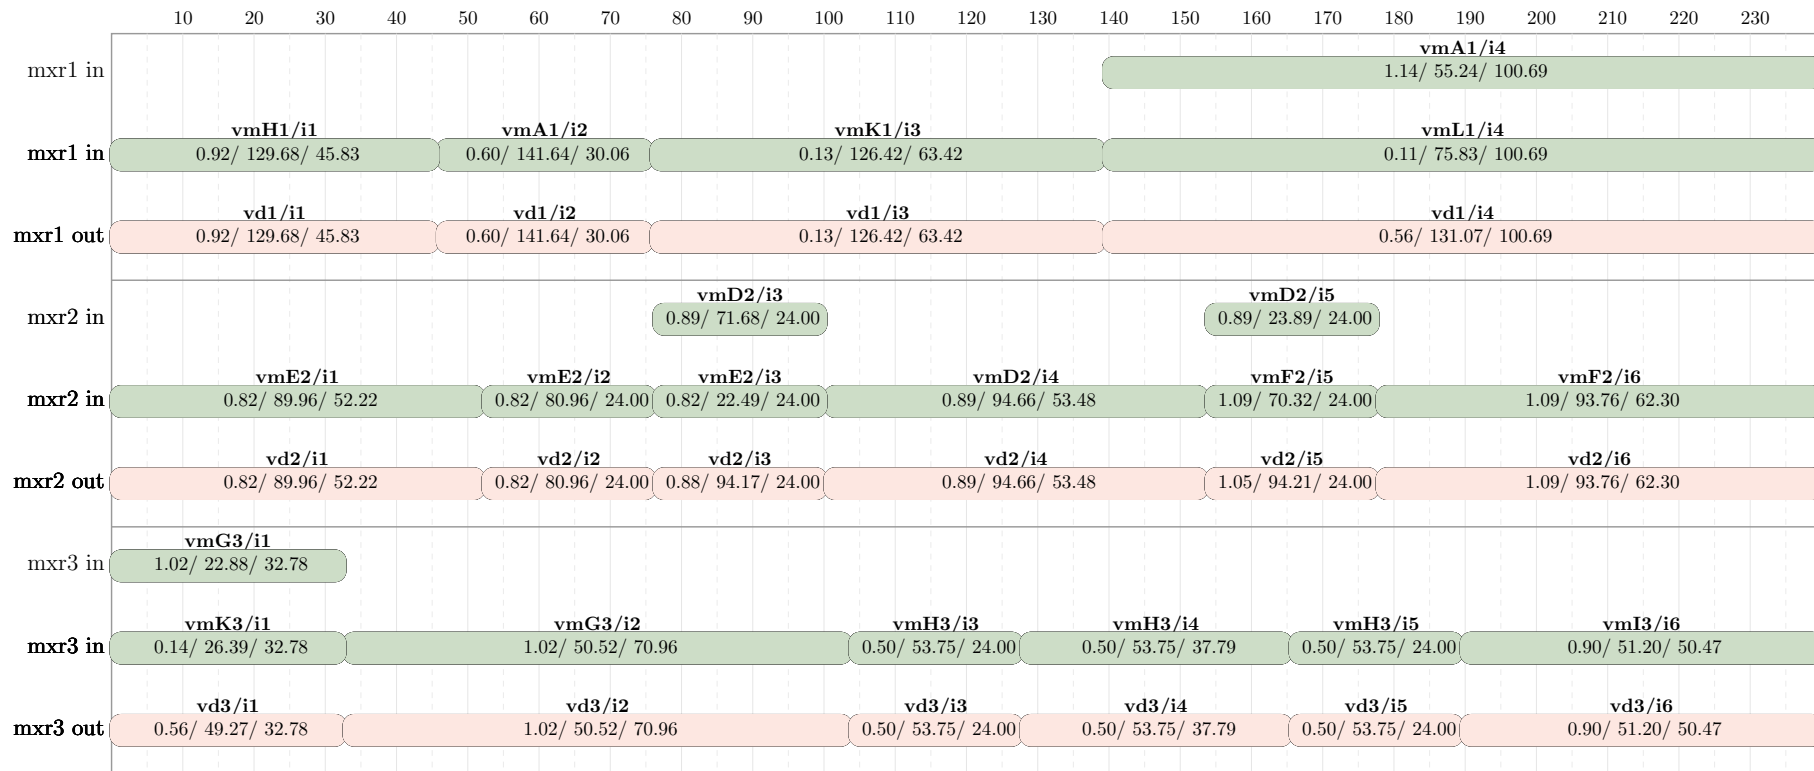 10 20 30 40 50 60 70 80 90 100 110 120 130 140 150 160 170 180 190 200 210 220 230
vmA1/i4
mxr1 in 1.14/ 55.24/ 100.69
vmH1/i1 vmA1/i2 vmK1/i3 vmL1/i4
mxr1 in 0.92/ 129.68/ 45.83 0.60/ 141.64/ 30.06 0.13/ 126.42/ 63.42 0.11/ 75.83/ 100.69
vd1/i1 vd1/i2 vd1/i3 vd1/i4
mxr1 out 0.92/ 129.68/ 45.83 0.60/ 141.64/ 30.06 0.13/ 126.42/ 63.42 0.56/ 131.07/ 100.69
vmD2/i3 vmD2/i5
mxr2 in 0.89/ 71.68/ 24.00 0.89/ 23.89/ 24.00
vmE2/i1 vmE2/i2 vmE2/i3 vmD2/i4 vmF2/i5 vmF2/i6
mxr2 in 0.82/ 89.96/ 52.22 0.82/ 80.96/ 24.00 0.82/ 22.49/ 24.00 0.89/ 94.66/ 53.48 1.09/ 70.32/ 24.00 1.09/ 93.76/ 62.30
vd2/i1 vd2/i2 vd2/i3 vd2/i4 vd2/i5 vd2/i6
mxr2 out 0.82/ 89.96/ 52.22 0.82/ 80.96/ 24.00 0.88/ 94.17/ 24.00 0.89/ 94.66/ 53.48 1.05/ 94.21/ 24.00 1.09/ 93.76/ 62.30
vmG3/i1
mxr3 in 1.02/ 22.88/ 32.78
vmK3/i1 vmG3/i2 vmH3/i3 vmH3/i4 vmH3/i5 vmI3/i6
mxr3 in 0.14/ 26.39/ 32.78 1.02/ 50.52/ 70.96 0.50/ 53.75/ 24.00 0.50/ 53.75/ 37.79 0.50/ 53.75/ 24.00 0.90/ 51.20/ 50.47
vd3/i1 vd3/i2 vd3/i3 vd3/i4 vd3/i5 vd3/i6
mxr3 out 0.56/ 49.27/ 32.78 1.02/ 50.52/ 70.96 0.50/ 53.75/ 24.00 0.50/ 53.75/ 37.79 0.50/ 53.75/ 24.00 0.90/ 51.20/ 50.47